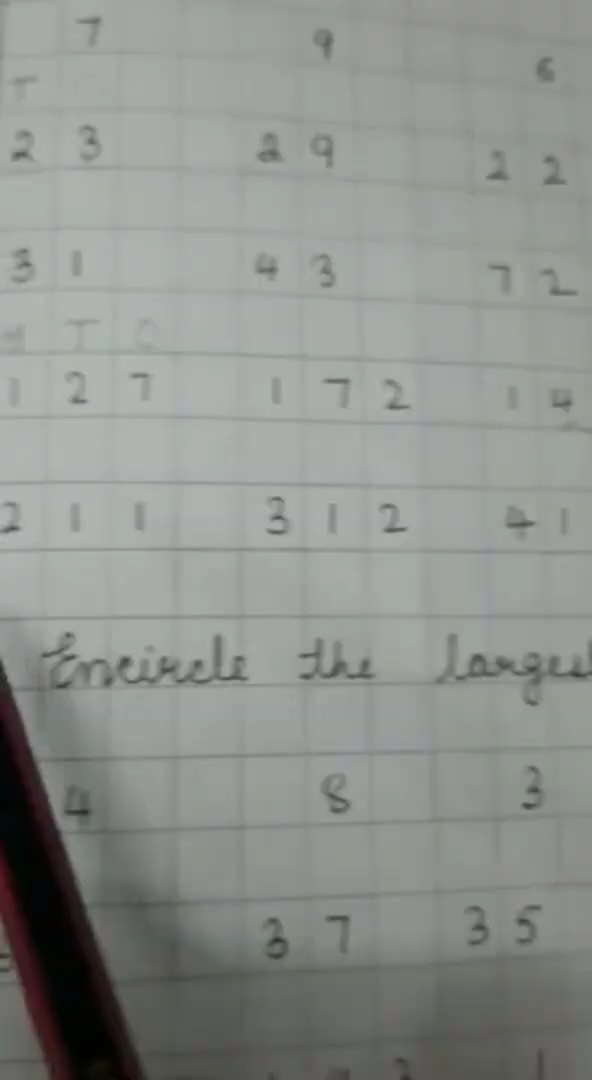 7 9 6
T
2 3 2 9 2 2
3 1 4 3 7 2
H T O
1 2 7 1 7 2 1 4
2 1 1 3 1 2 4 1
Encircle the largest
4 8 3
3 7 3 5